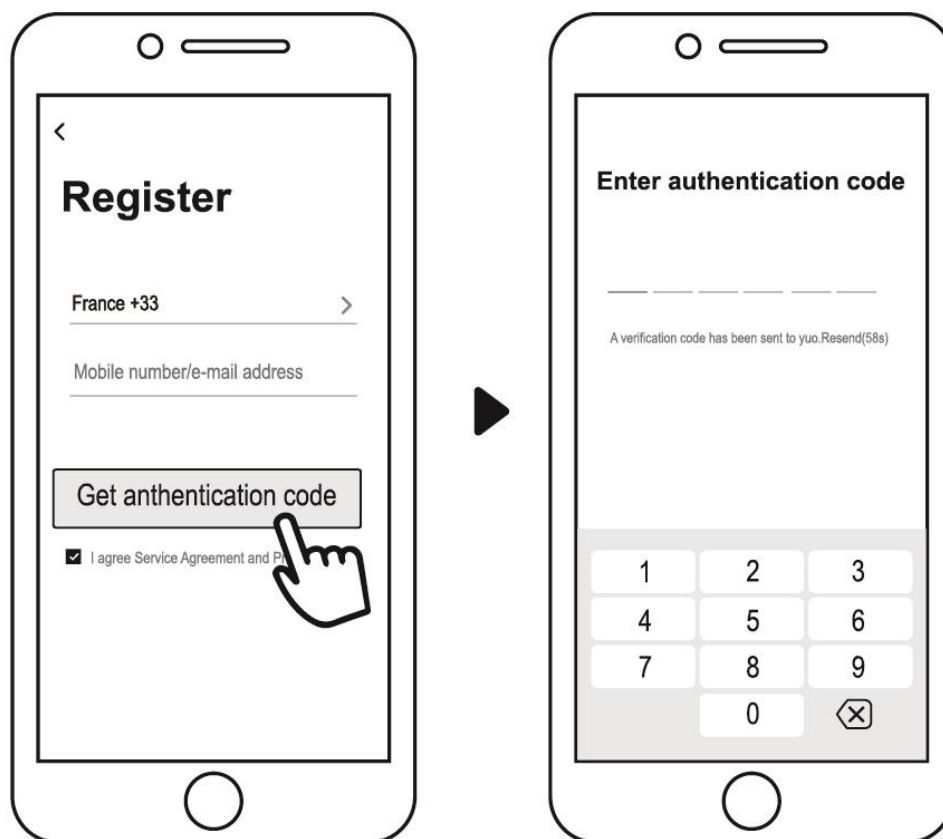 Register
France +33
Mobile number/e-mail address
Get anthentication code
I agree Service Agreement and
Enter authentication code
A verification code has been sent to yuo.Resend(58s)
1 2 3
4 5 6
7 8 9
0